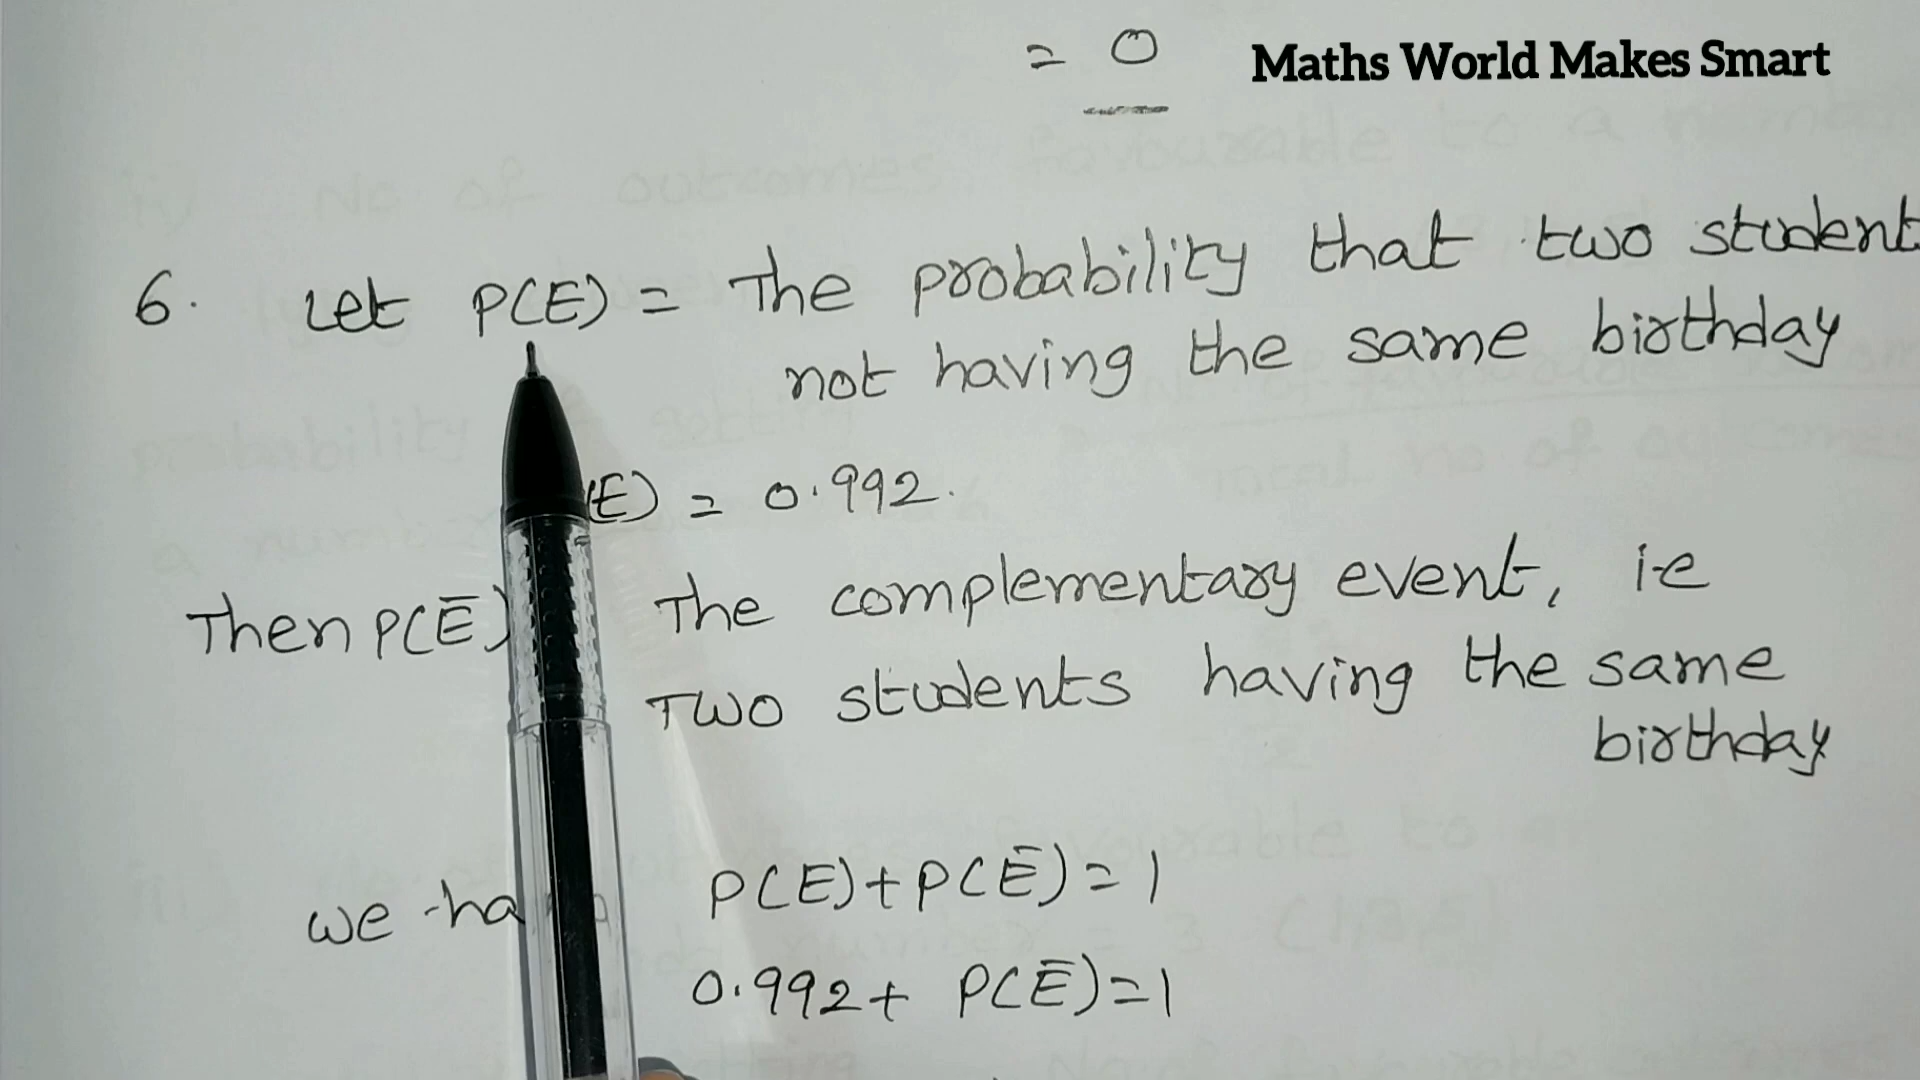 = 0 Maths World Makes Smart
6. Let P(E) = The probability that two student
not having the same birthday
(E) = 0.992.
Then P(Ē) The complementary event, i.e
Two students having the same
birthday
we ha P(E)+P(Ē)=1
0.992+ P(Ē)=1